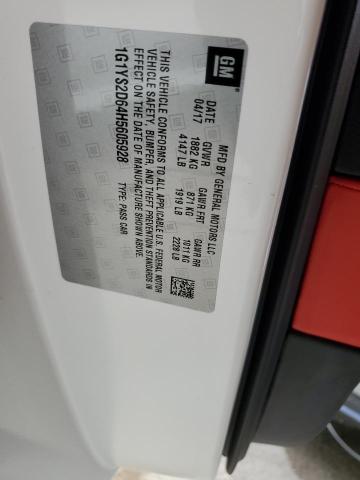 GM
MFD BY GENERAL MOTORS LLC
DATE GVWR GAWR FRT GAWR RR
04/17 1882 KG 871 KG 1011 KG
4147 LB 1919 LB 2228 LB
THIS VEHICLE CONFORMS TO ALL APPLICABLE U.S. FEDERAL MOTOR
VEHICLE SAFETY, BUMPER, AND THEFT PREVENTION STANDARDS IN
EFFECT ON THE DATE OF MANUFACTURE SHOWN ABOVE.
1G1YS2D64H5605928 TYPE: PASS CAR